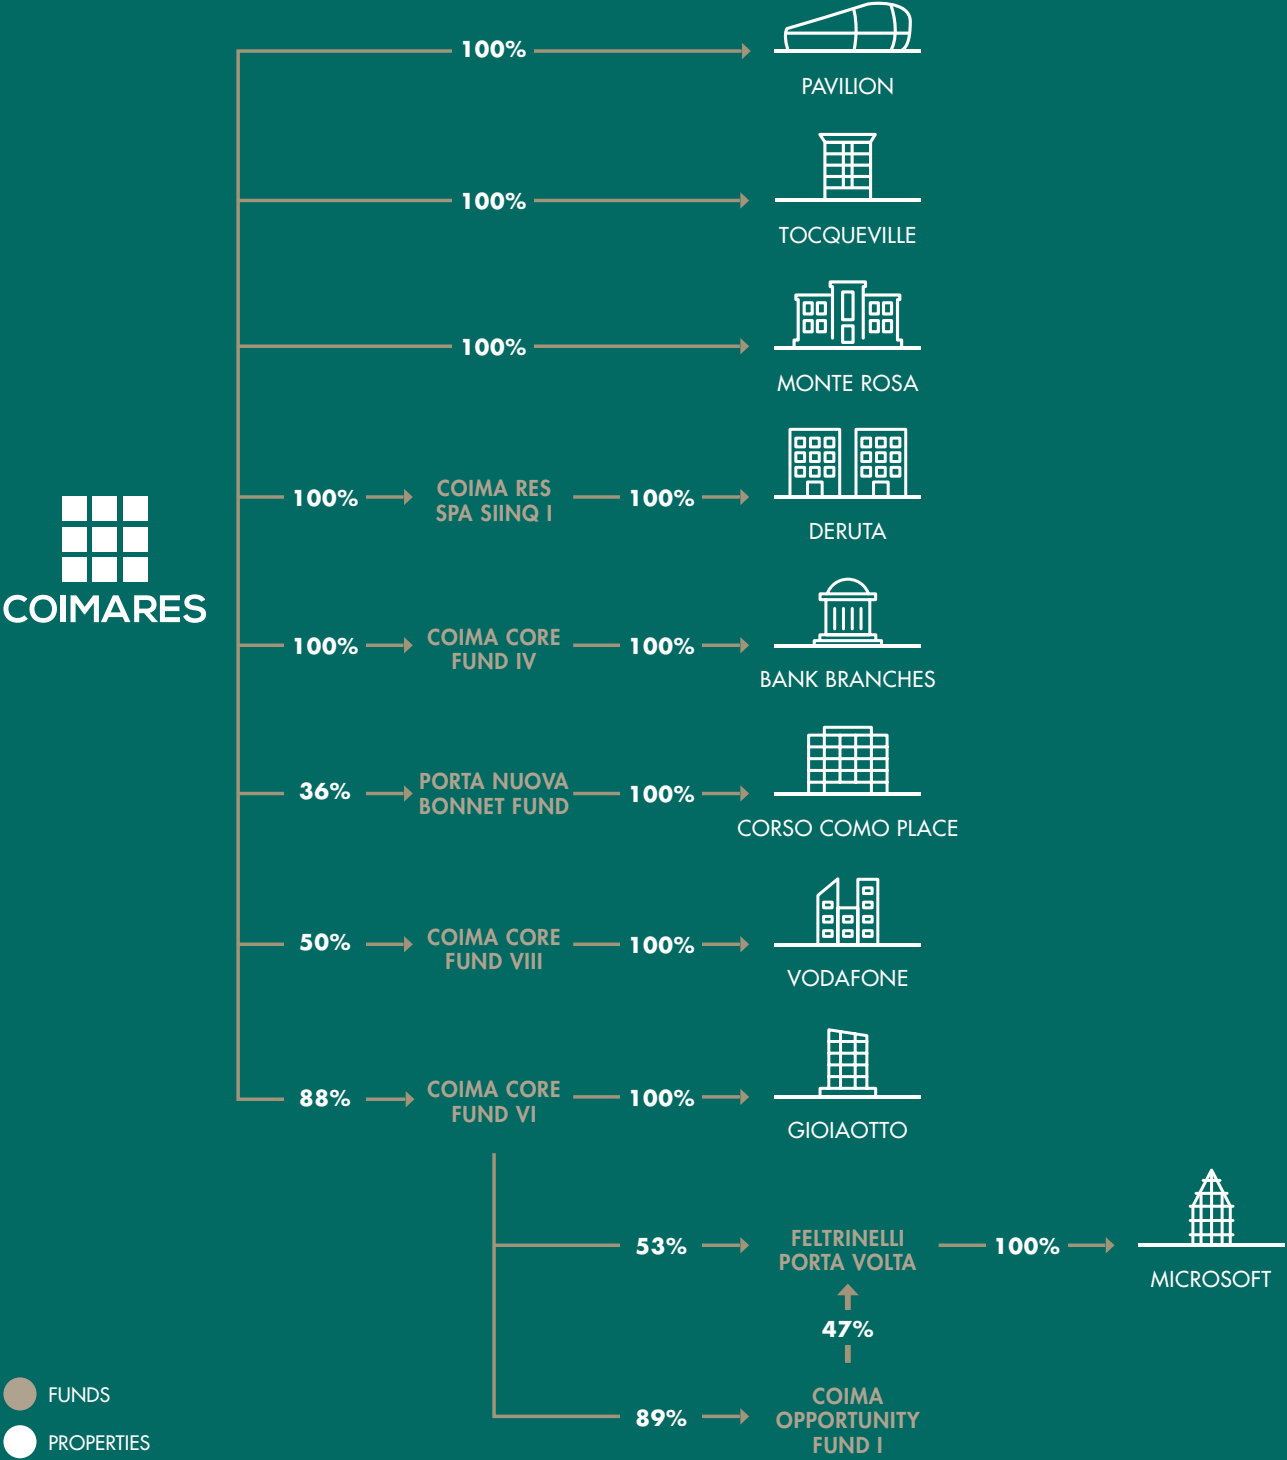 100%
PAVILION
100%
TOCQUEVILLE
100%
MONTE ROSA
100%
COIMA RES
SPA SIINQ I
100%
DERUTA
COIMARES
100%
COIMA CORE
FUND IV
100%
BANK BRANCHES
36%
PORTA NUOVA
BONNET FUND
100%
CORSO COMO PLACE
50%
COIMA CORE
FUND VIII
100%
VODAFONE
88%
COIMA CORE
FUND VI
100%
GIOIAOTTO
53%
FELTRINELLI
PORTA VOLTA
100%
MICROSOFT
47%
89%
COIMA
OPPORTUNITY
FUND I
FUNDS
PROPERTIES